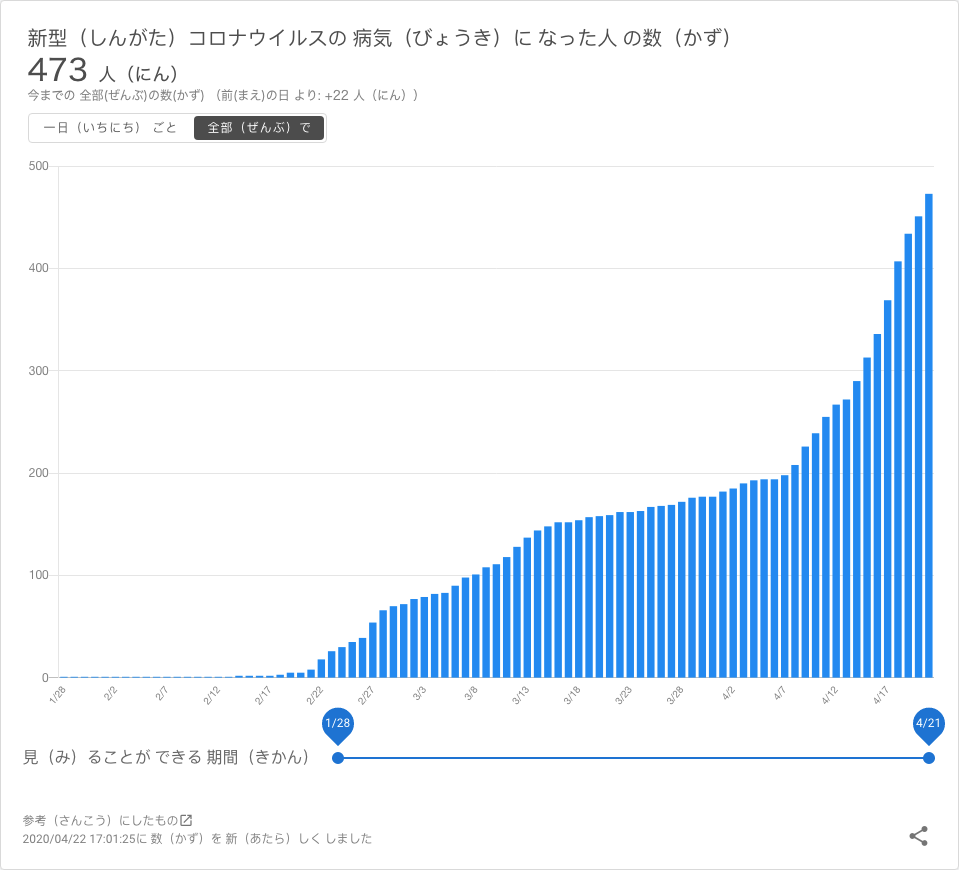 新型（しんがた）コロナウイルスの 病気（びょうき）に なった人 の数（かず）
473 人（にん）
今までの 全部(ぜんぶ)の数(かず) （前(まえ)の日 より: +22 人（にん））
一日（いちにち） ごと 全部（ぜんぶ）で
500
400
300
200
100
0
1/28 2/2 2/7 2/12 2/17 2/22 2/27 3/3 3/8 3/13 3/18 3/23 3/28 4/2 4/7 4/12 4/17
1/28 4/21
見（み）ることが できる 期間（きかん）
参考（さんこう）にしたもの
2020/04/22 17:01:25に 数（かず）を 新（あたら）しく しました